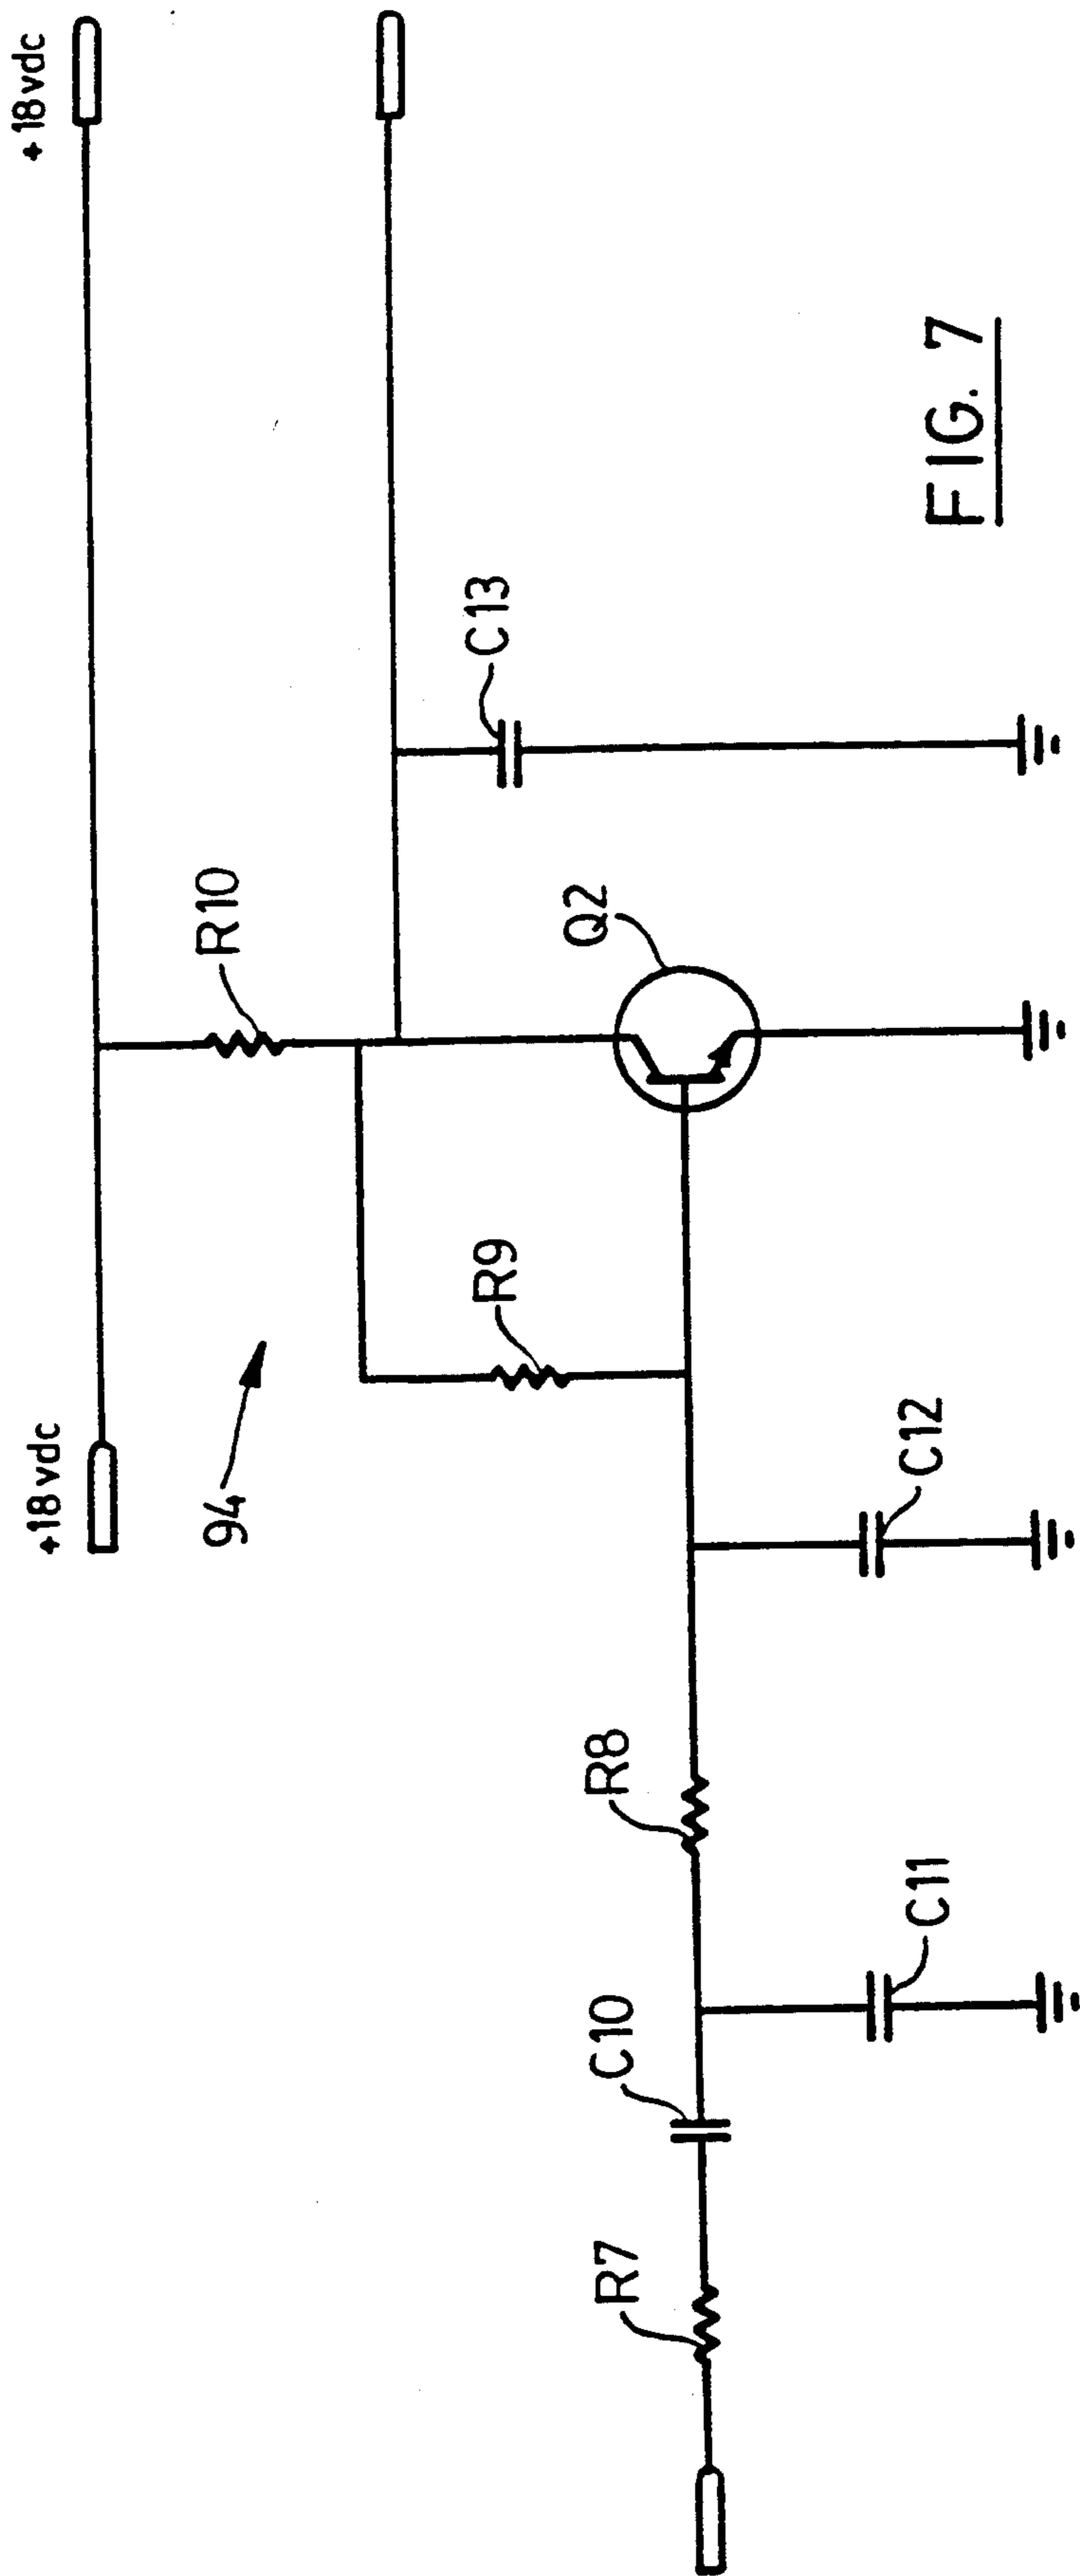 +18vdc
+18vdc
94
R10
R9
C13
Q2
R8
C12
C10
C11
R7
FIG. 7